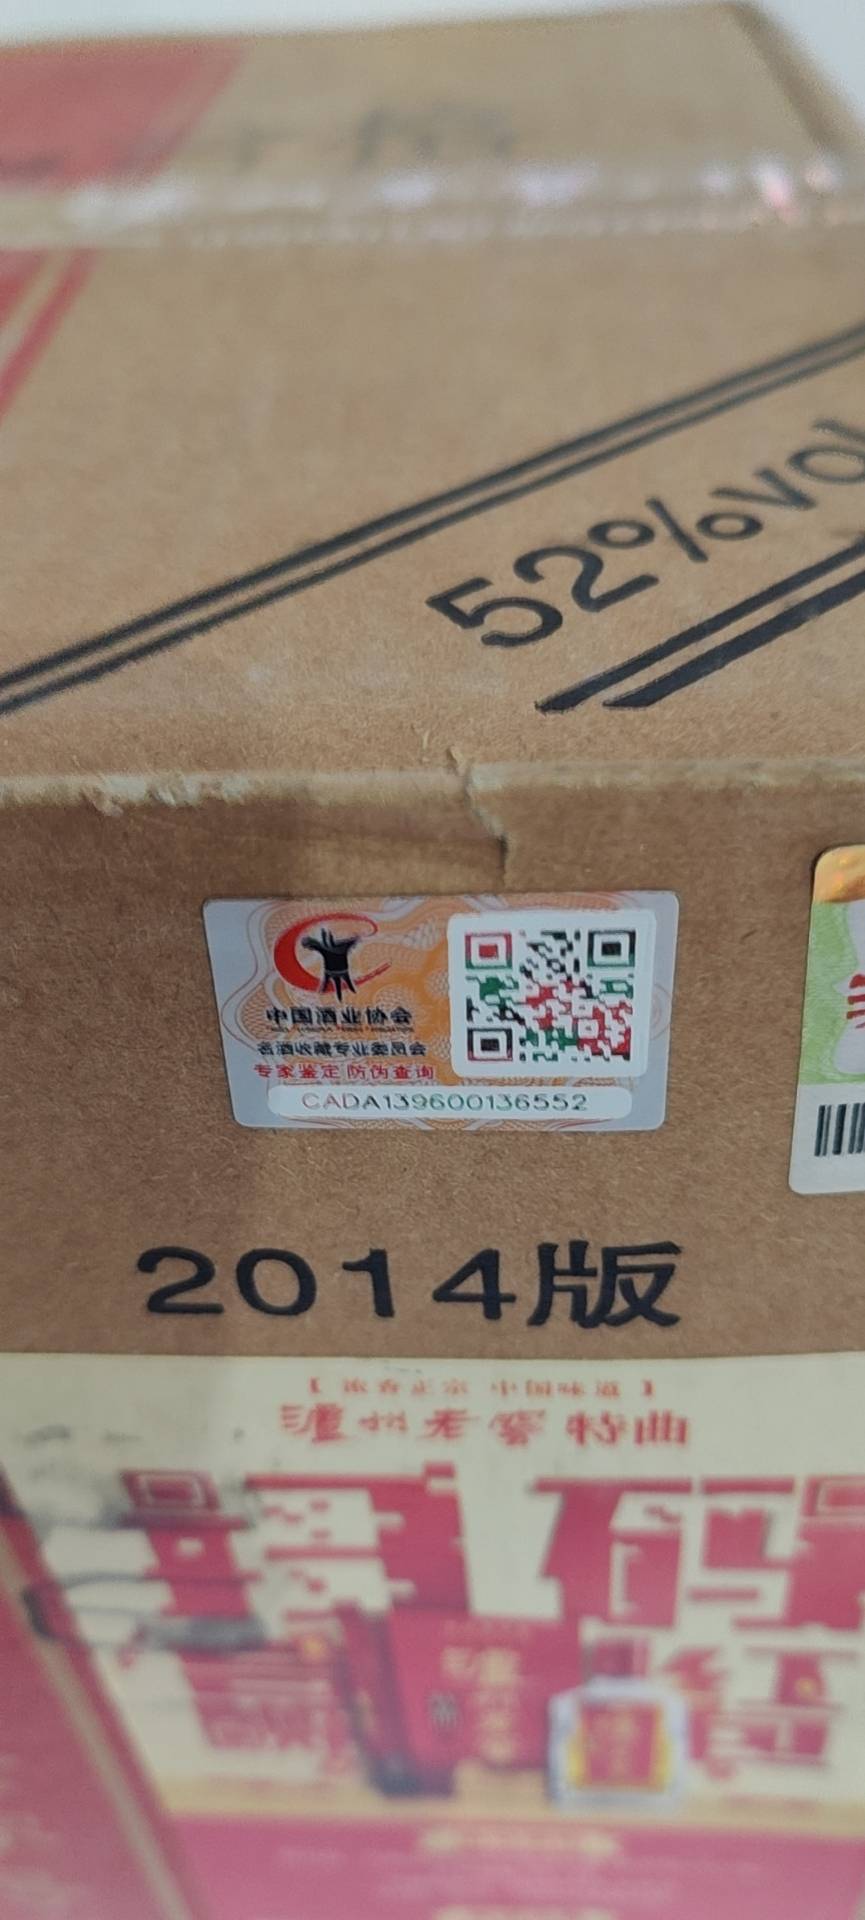 52%vol
中国酒业协会
名酒收藏专业委员会
专家鉴定 防伪查询
CADA139600136552
2014版
【 浓香正宗 中国味道 】
泸州老窖 特曲